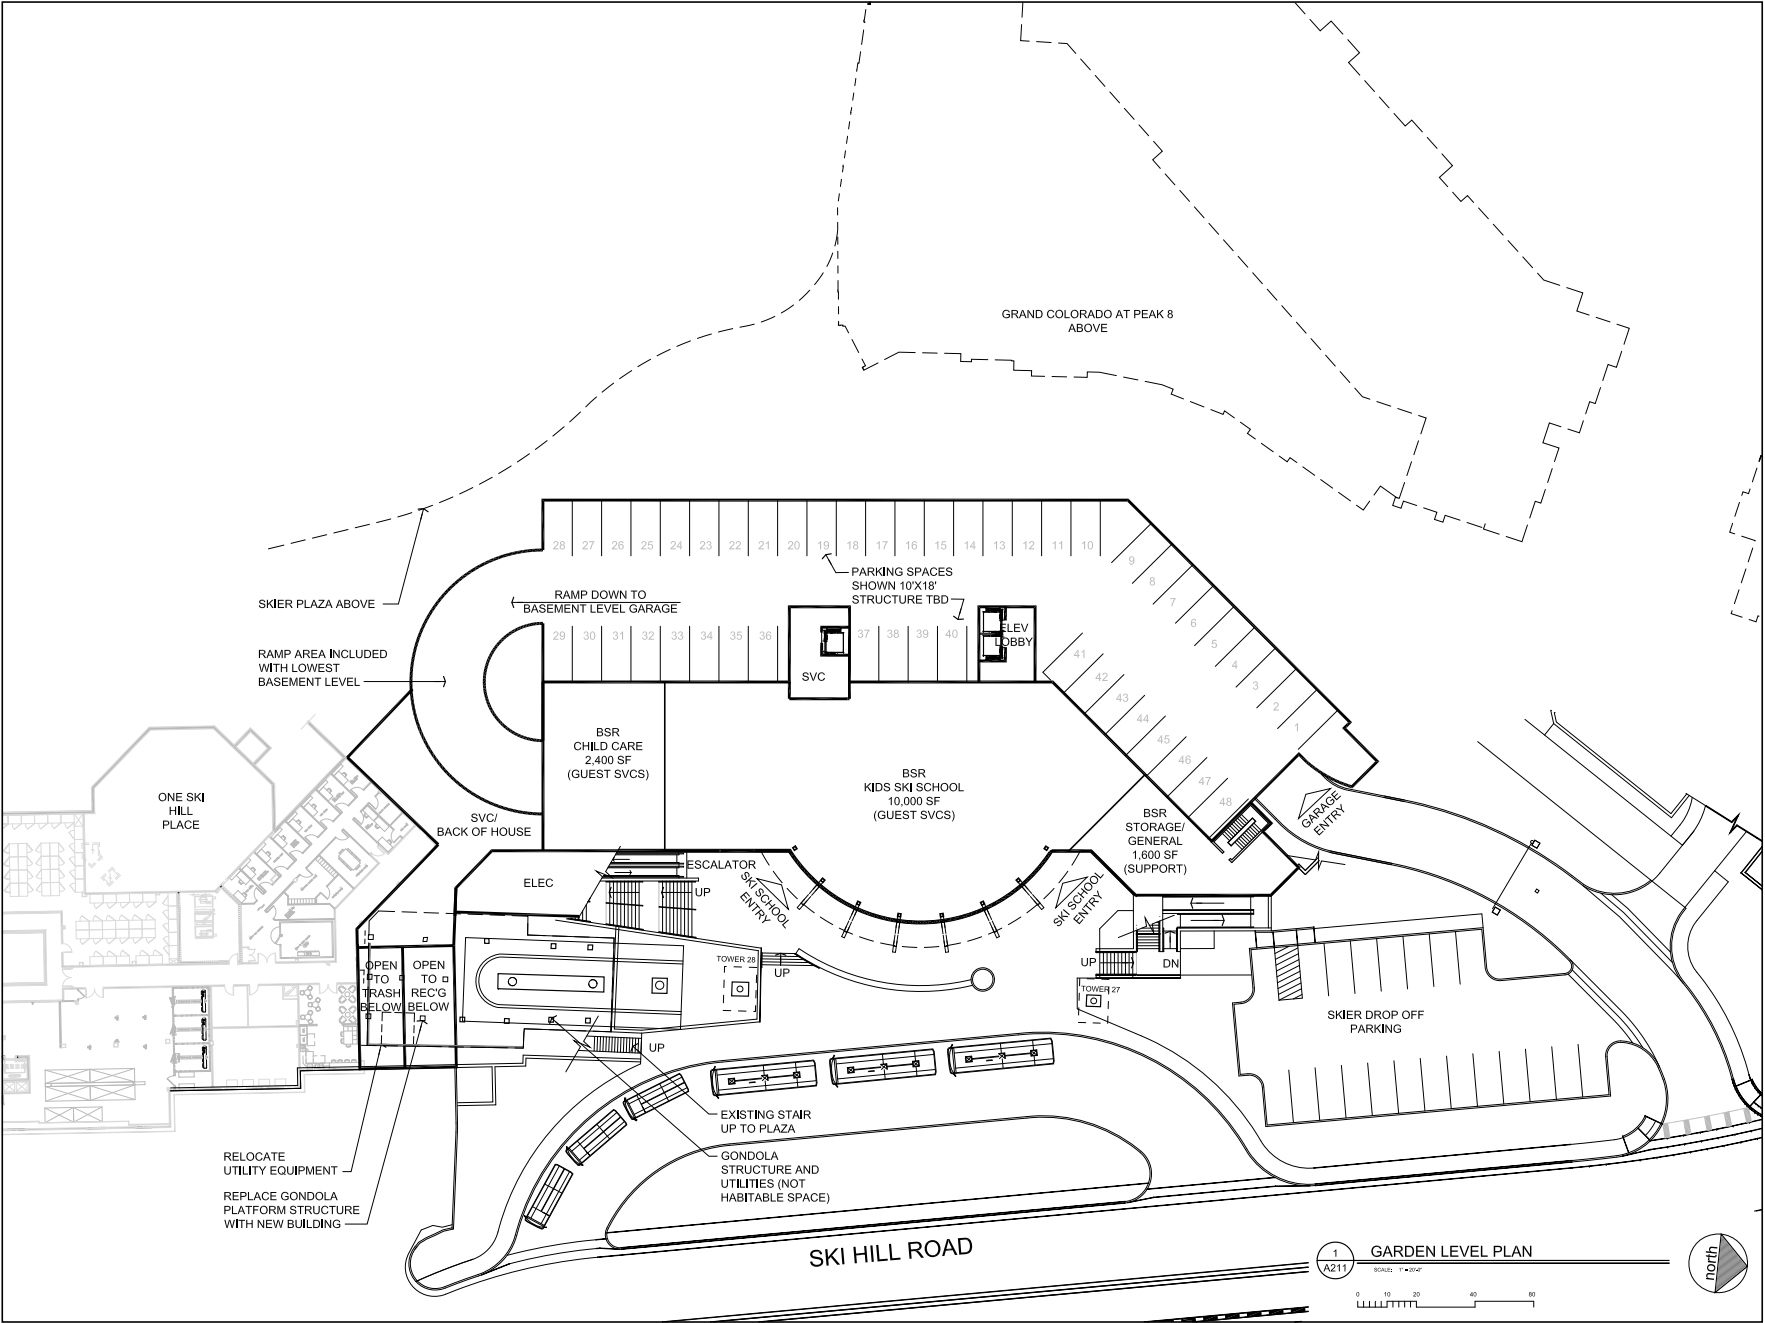 GRAND COLORADO AT PEAK 8
ABOVE
28 27 26 25 24 23 22 21 20 19 18 17 16 15 14 13 12 11 10
9
8
7
6
5
4
3
2
1
PARKING SPACES
SHOWN 10'X18'
STRUCTURE TBD
RAMP DOWN TO
BASEMENT LEVEL GARAGE
SKIER PLAZA ABOVE
29 30 31 32 33 34 35 36 37 38 39 40
ELEV
LOBBY
SVC
41
42
43
44
45
46
47
48
RAMP AREA INCLUDED
WITH LOWEST
BASEMENT LEVEL
BSR
CHILD CARE
2,400 SF
(GUEST SVCS)
BSR
KIDS SKI SCHOOL
10,000 SF
(GUEST SVCS)
BSR
STORAGE/
GENERAL
1,600 SF
(SUPPORT)
GARAGE
ENTRY
ONE SKI
HILL
PLACE
SVC/
BACK OF HOUSE
ELEC
ESCALATOR
UP
SKI SCHOOL
ENTRY
SKI SCHOOL
ENTRY
OPEN
TO
TRASH
BELOW
OPEN
TO
REC'G
BELOW
TOWER 28
UP
UP
DN
TOWER 27
SKIER DROP OFF
PARKING
UP
EXISTING STAIR
UP TO PLAZA
GONDOLA
STRUCTURE AND
UTILITIES (NOT
HABITABLE SPACE)
RELOCATE
UTILITY EQUIPMENT
REPLACE GONDOLA
PLATFORM STRUCTURE
WITH NEW BUILDING
SKI HILL ROAD
1
A211
GARDEN LEVEL PLAN
SCALE: 1" = 20'-0"
0 10 20 40 80
north